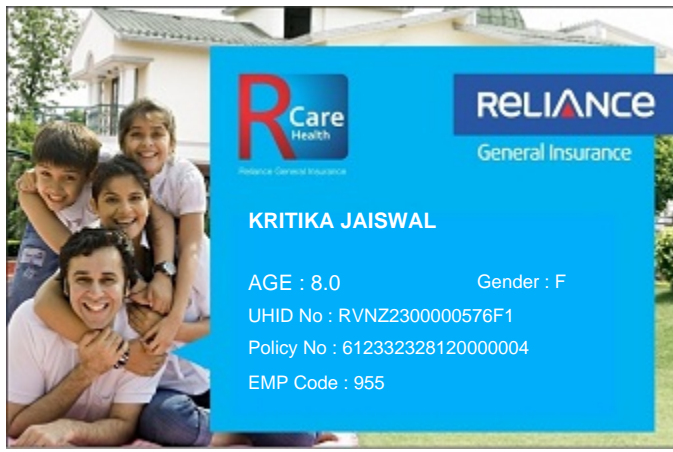 R Care
Health
Reliance General Insurance
RELIANCE
General Insurance
KRITIKA JAISWAL
AGE : 8.0 Gender : F
UHID No : RVNZ2300000576F1
Policy No : 612332328120000004
EMP Code : 955